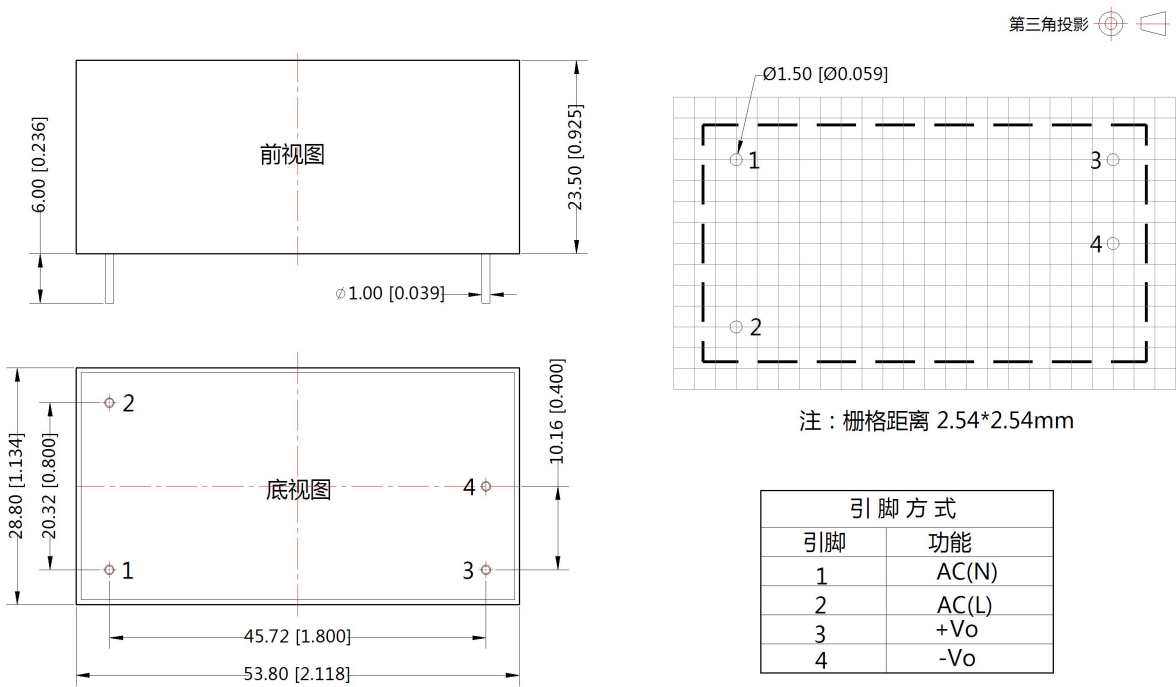 第三角投影
Ø1.50 [Ø0.059]
6.00 [0.236]
前视图
23.50 [0.925]
1
3
4
2
⌀1.00 [0.039]
注：栅格距离 2.54*2.54mm
28.80 [1.134]
20.32 [0.800]
2
底视图
4
10.16 [0.400]
1
3
45.72 [1.800]
53.80 [2.118]
引 脚 方 式
引脚 功能
1 AC(N)
2 AC(L)
3 +Vo
4 -Vo